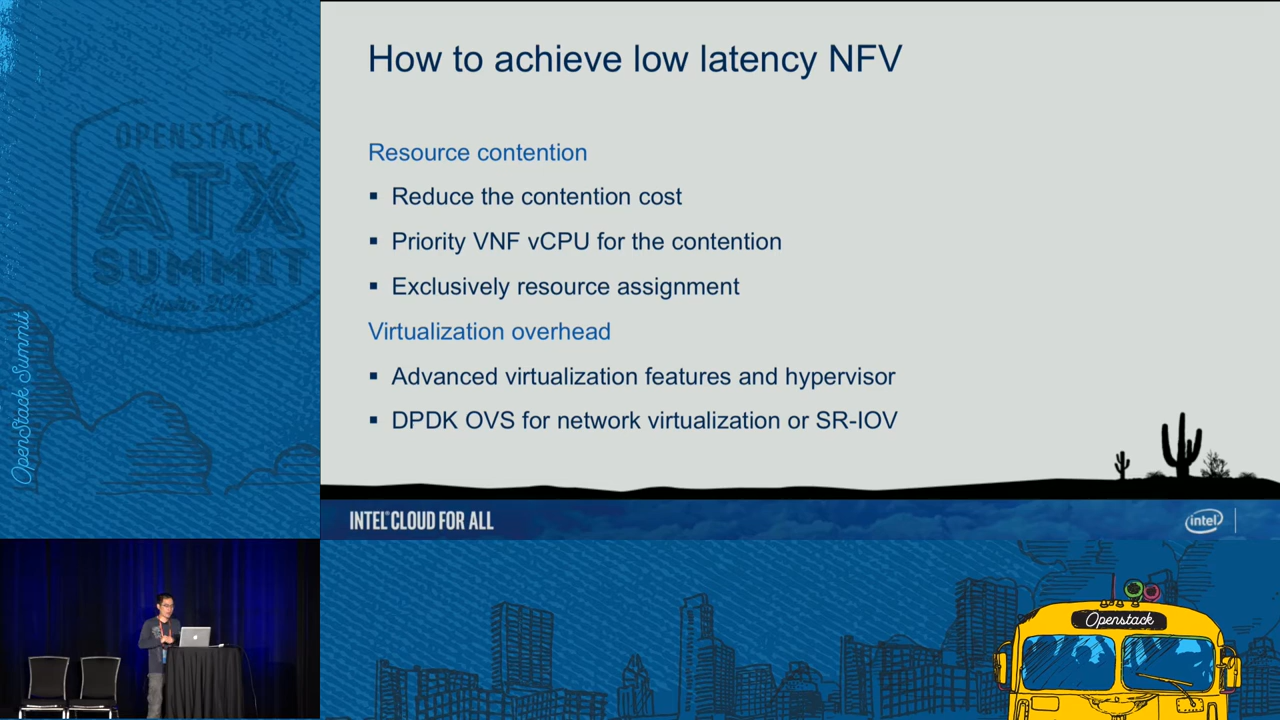 How to achieve low latency NFV
Resource contention
▪ Reduce the contention cost
▪ Priority VNF vCPU for the contention
▪ Exclusively resource assignment
Virtualization overhead
▪ Advanced virtualization features and hypervisor
▪ DPDK OVS for network virtualization or SR-IOV
INTEL® CLOUD FOR ALL
intel
OPENSTACK
ATX
SUMMIT
Austin 2016
OpenStack Summit
Openstack